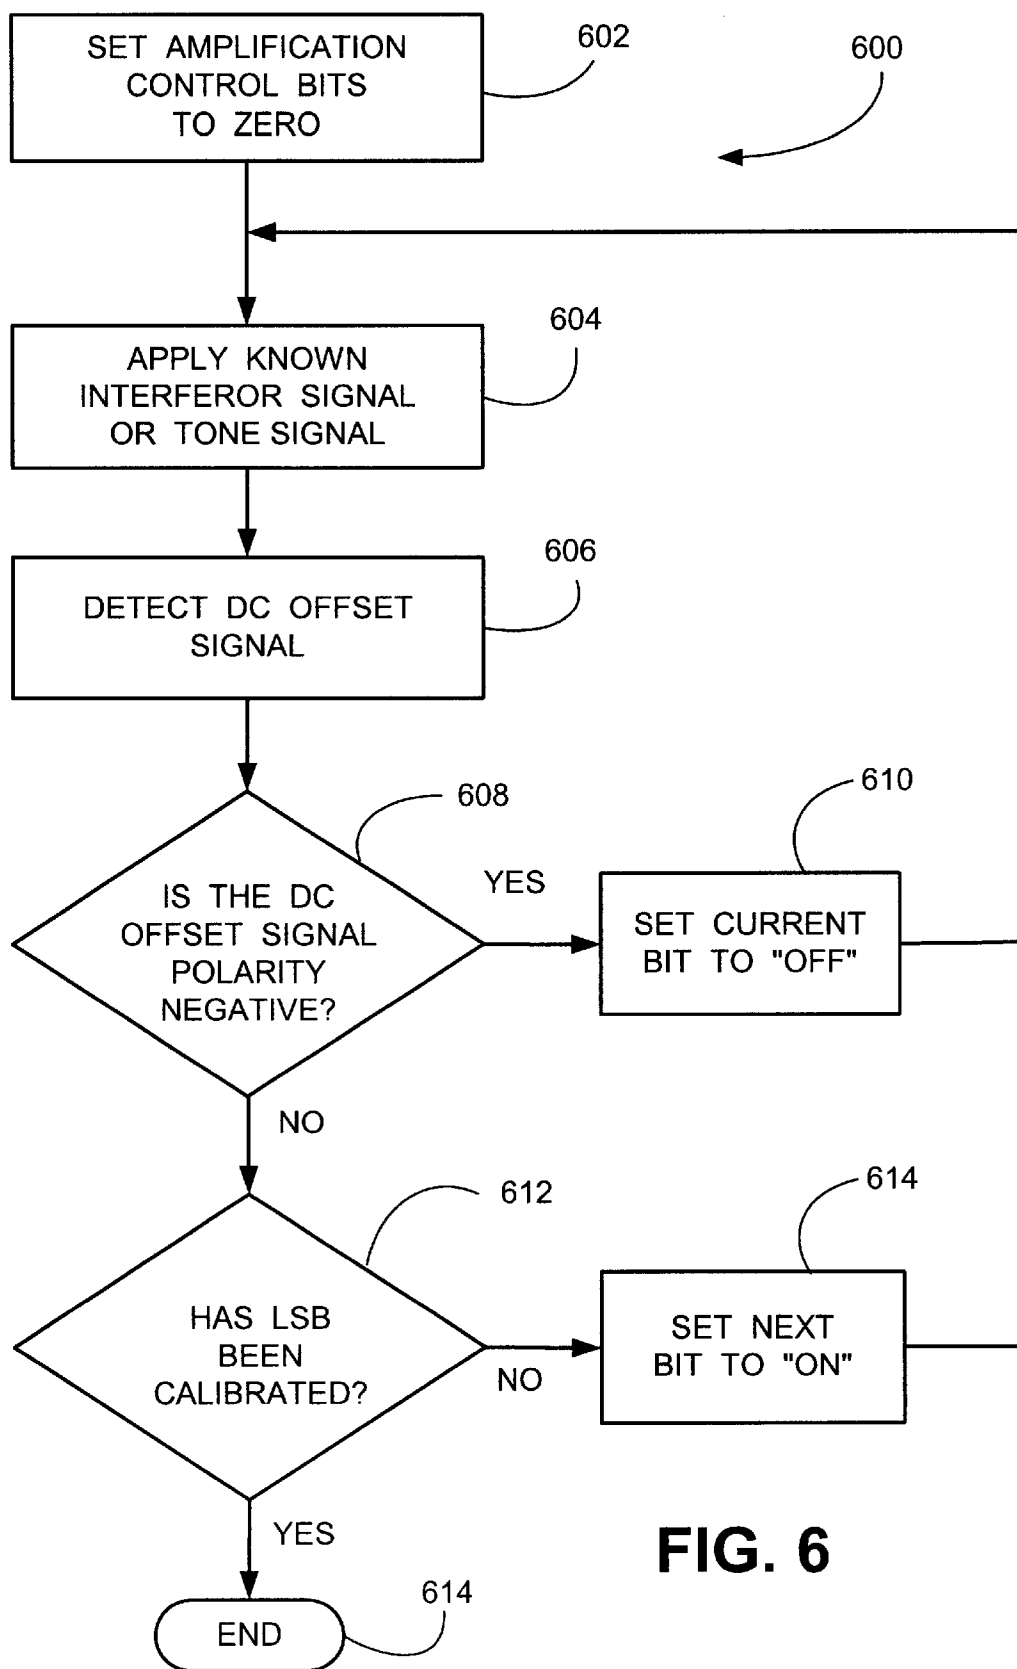 SET AMPLIFICATION
CONTROL BITS
TO ZERO
602
600
APPLY KNOWN
INTERFEROR SIGNAL
OR TONE SIGNAL
604
DETECT DC OFFSET
SIGNAL
606
IS THE DC
OFFSET SIGNAL
POLARITY
NEGATIVE?
608
YES
SET CURRENT
BIT TO "OFF"
610
NO
HAS LSB
BEEN
CALIBRATED?
612
NO
SET NEXT
BIT TO "ON"
614
YES
END
614
FIG. 6